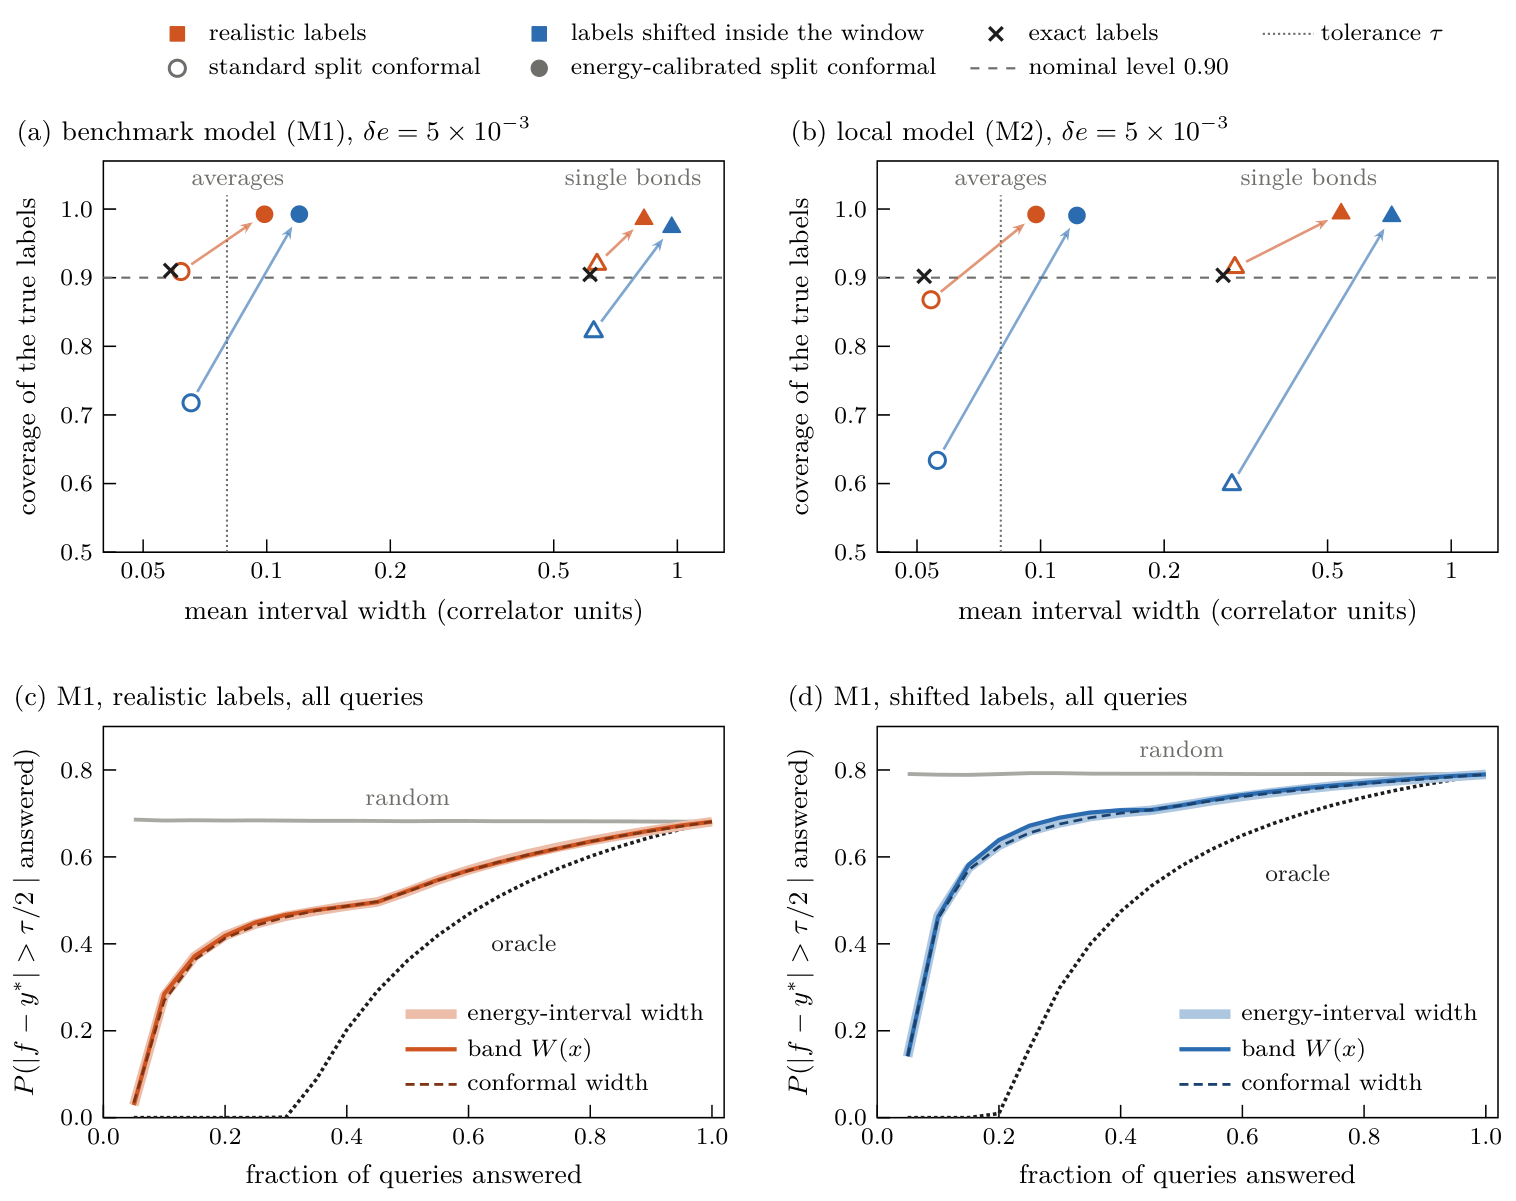 realistic labels
labels shifted inside the window
exact labels
tolerance τ
standard split conformal
energy-calibrated split conformal
nominal level 0.90
(a) benchmark model (M1), δe = 5 × 10⁻³
averages
single bonds
1.0
0.9
0.8
0.7
0.6
0.5
coverage of the true labels
0.05
0.1
0.2
0.5
1
mean interval width (correlator units)
(b) local model (M2), δe = 5 × 10⁻³
averages
single bonds
1.0
0.9
0.8
0.7
0.6
0.5
coverage of the true labels
0.05
0.1
0.2
0.5
1
mean interval width (correlator units)
(c) M1, realistic labels, all queries
random
oracle
energy-interval width
band W(x)
conformal width
0.8
0.6
0.4
0.2
0.0
P(|f − y*| > τ/2 | answered)
0.0
0.2
0.4
0.6
0.8
1.0
fraction of queries answered
(d) M1, shifted labels, all queries
random
oracle
energy-interval width
band W(x)
conformal width
0.8
0.6
0.4
0.2
0.0
P(|f − y*| > τ/2 | answered)
0.0
0.2
0.4
0.6
0.8
1.0
fraction of queries answered